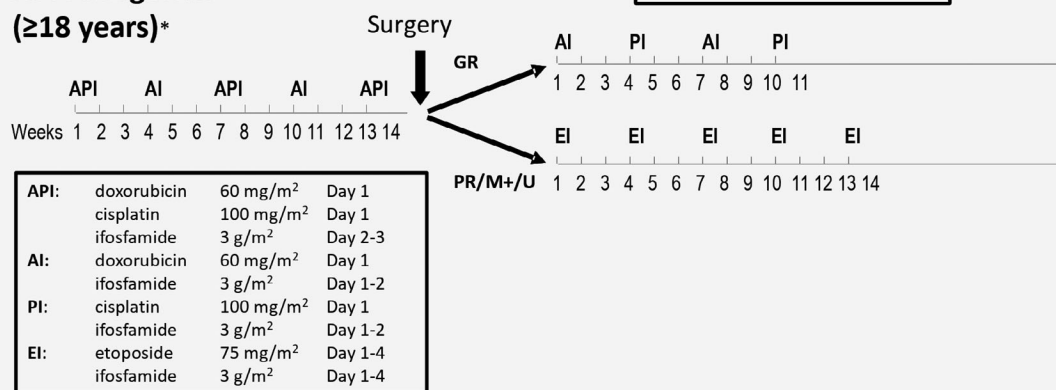 (≥18 years)*
Surgery
GR
API AI API AI API
Weeks 1 2 3 4 5 6 7 8 9 10 11 12 13 14
AI PI AI PI
1 2 3 4 5 6 7 8 9 10 11
EI EI EI EI EI
PR/M+/U 1 2 3 4 5 6 7 8 9 10 11 12 13 14
API: doxorubicin 60 mg/m² Day 1
cisplatin 100 mg/m² Day 1
ifosfamide 3 g/m² Day 2-3
AI: doxorubicin 60 mg/m² Day 1
ifosfamide 3 g/m² Day 1-2
PI: cisplatin 100 mg/m² Day 1
ifosfamide 3 g/m² Day 1-2
EI: etoposide 75 mg/m² Day 1-4
ifosfamide 3 g/m² Day 1-4